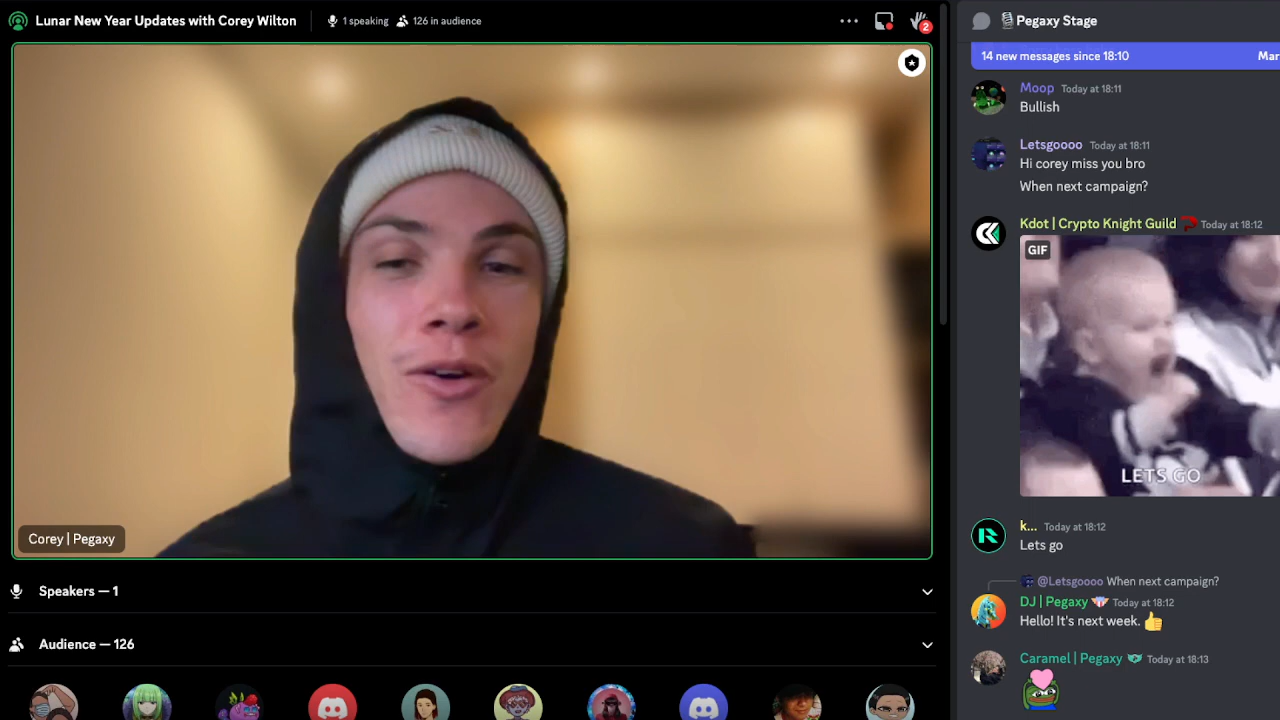 Lunar New Year Updates with Corey Wilton
1 speaking
126 in audience
2
Corey | Pegaxy
Speakers — 1
Audience — 126
Pegaxy Stage
14 new messages since 18:10
Mar
Moop Today at 18:11
Bullish
Letsgoooo Today at 18:11
Hi corey miss you bro
When next campaign?
Kdot | Crypto Knight Guild Today at 18:12
GIF
LETS GO
k... Today at 18:12
Lets go
@Letsgoooo When next campaign?
DJ | Pegaxy Today at 18:12
Hello! It's next week. 👍
Caramel | Pegaxy Today at 18:13